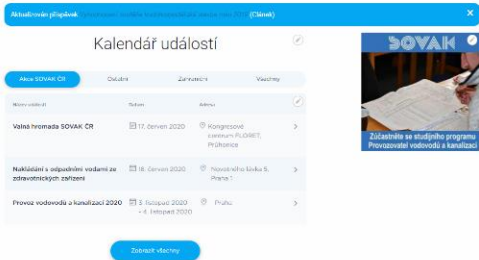 Aktualizován příspěvek (Článek)
Kalendář událostí
Akce SOVAK ČR Ostatní Zahraniční Všechny
Název události Datum Adresa
Valná hromada SOVAK ČR 17. červen 2020 Kongresové
centrum FLORET,
Průhonice
Nakládání s odpadními vodami ze
zdravotnických zařízení 18. červen 2020 Novotného lávka 5,
Praha 1
Provoz vodovodů a kanalizací 2020 3. listopad 2020
- 4. listopad 2020 Praha
Zobrazit všechny
SOVAK
Zúčastněte se studijního programu
Provozovatel vodovodů a kanalizací